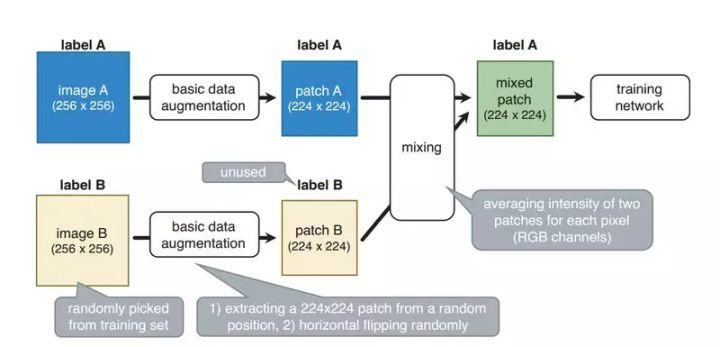 label A
image A
(256 x 256)
basic data
augmentation
label A
patch A
(224 x 224)
mixing
label A
mixed
patch
(224 x 224)
training
network
unused
label B
image B
(256 x 256)
basic data
augmentation
label B
patch B
(224 x 224)
averaging intensity of two
patches for each pixel
(RGB channels)
randomly picked
from training set
1) extracting a 224x224 patch from a random
position, 2) horizontal flipping randomly